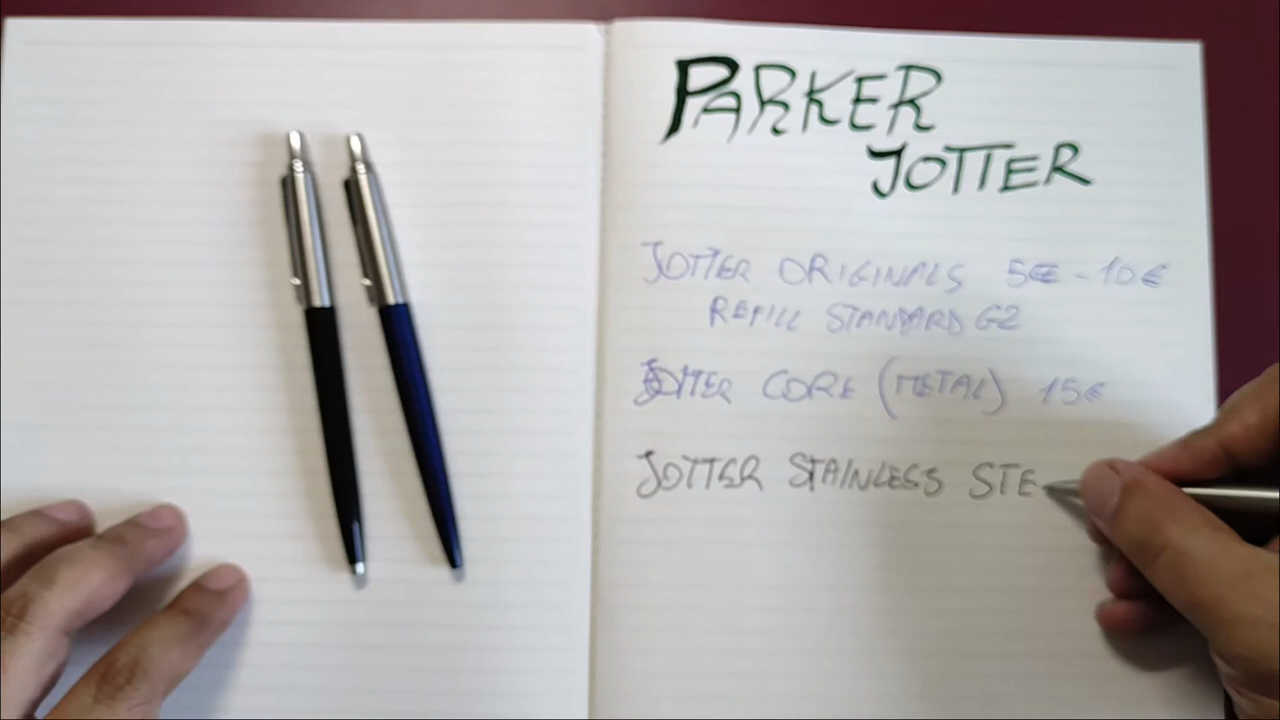 PARKER
JOTTER
JOTTER ORIGINALS 5€ - 10€
REFILL STANDARD G2
JOTTER CORE (METAL) 15€
JOTTER STAINLESS STE